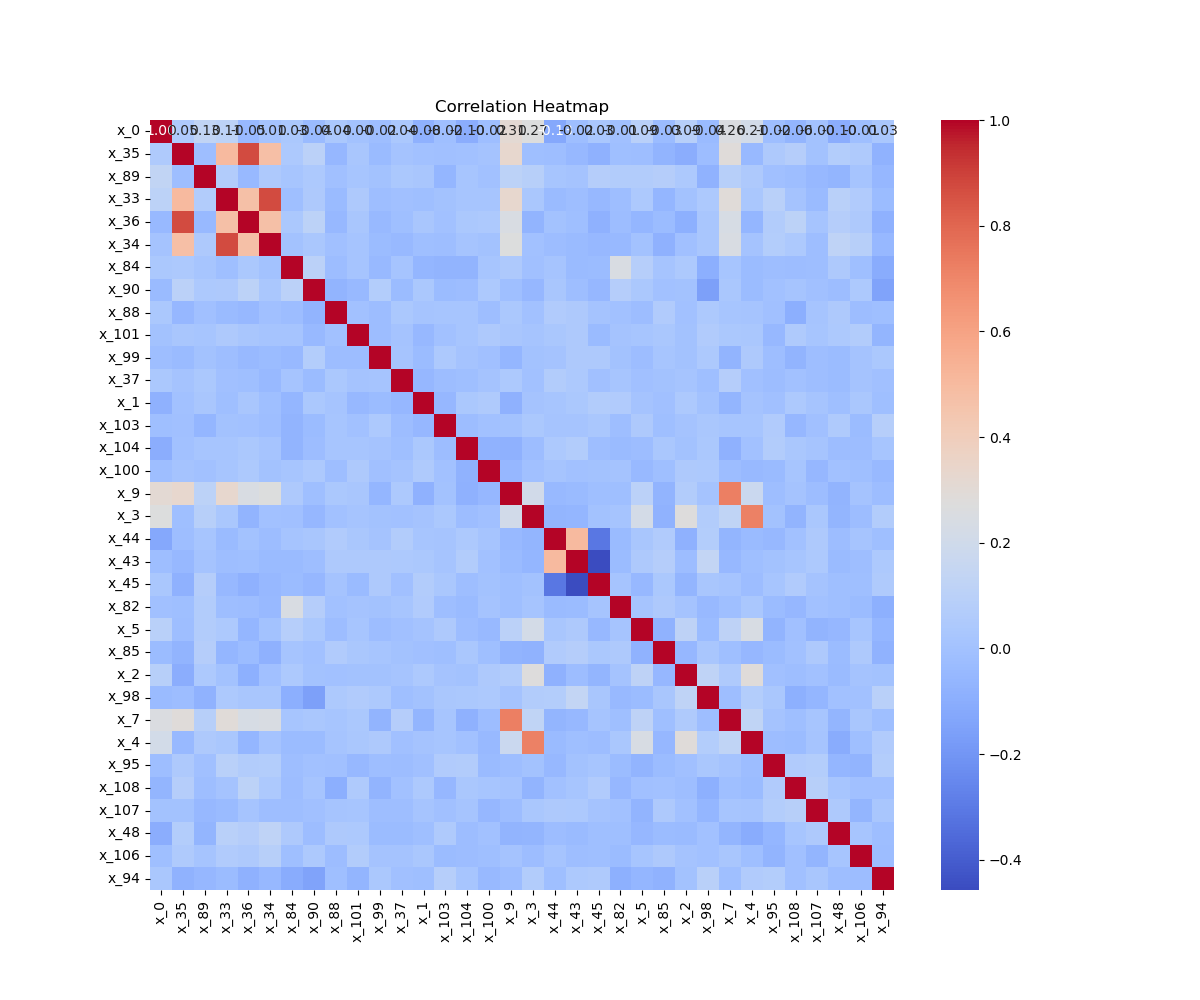 Correlation Heatmap
x_0
x_35
x_89
x_33
x_36
x_34
x_84
x_90
x_88
x_101
x_99
x_37
x_1
x_103
x_104
x_100
x_9
x_3
x_44
x_43
x_45
x_82
x_5
x_85
x_2
x_98
x_7
x_4
x_95
x_108
x_107
x_48
x_106
x_94
x_0 x_35 x_89 x_33 x_36 x_34 x_84 x_90 x_88 x_101 x_99 x_37 x_1 x_103 x_104 x_100 x_9 x_3 x_44 x_43 x_45 x_82 x_5 x_85 x_2 x_98 x_7 x_4 x_95 x_108 x_107 x_48 x_106 x_94
1.0
0.8
0.6
0.4
0.2
0.0
−0.2
−0.4